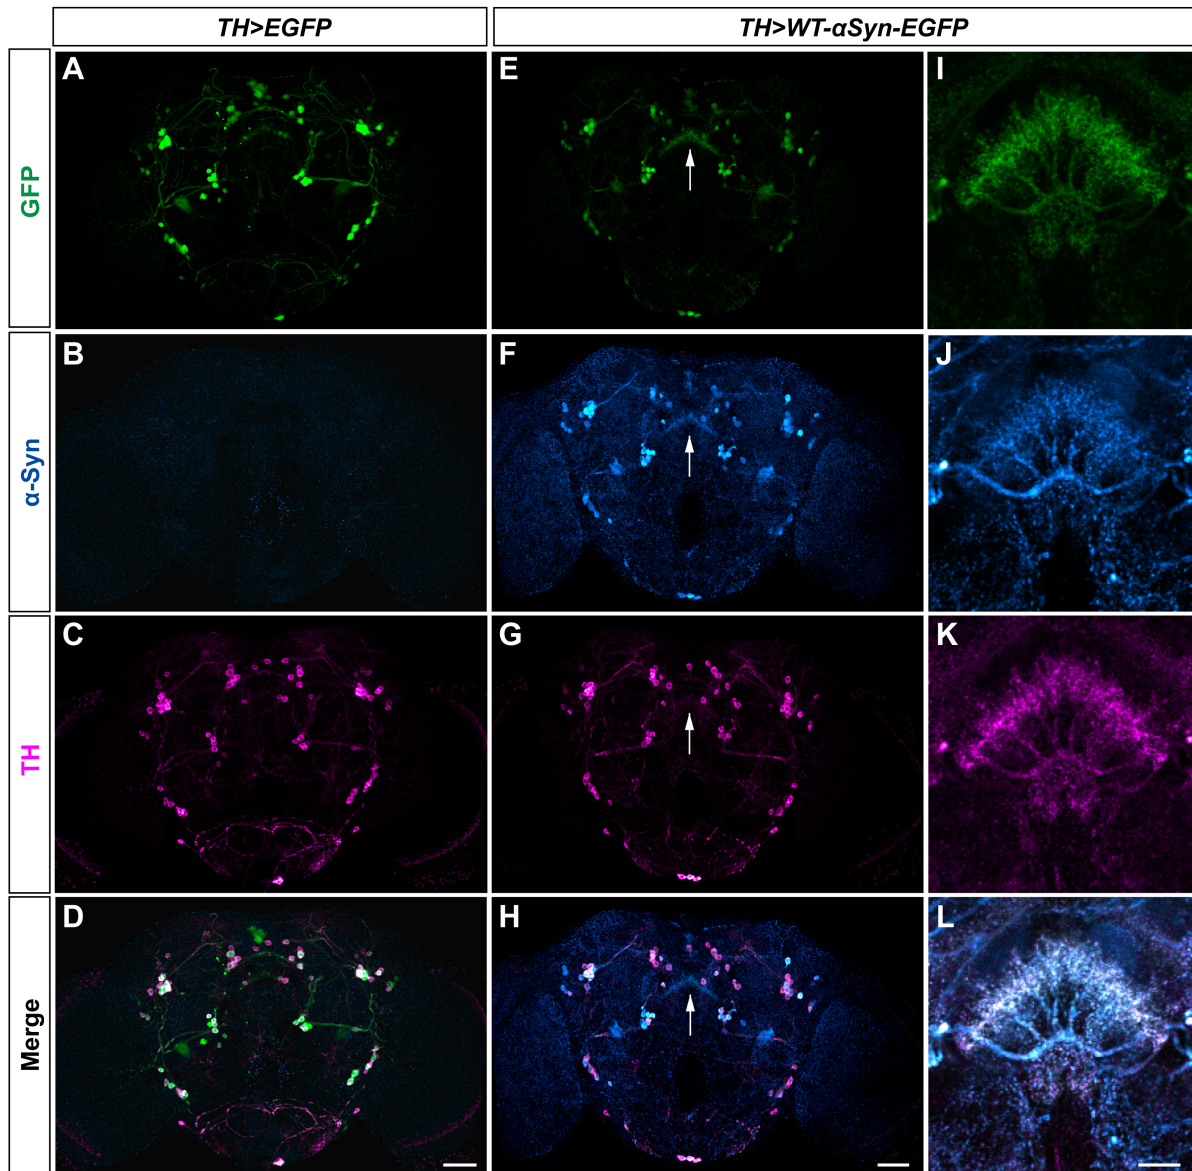 TH>EGFP
TH>WT-αSyn-EGFP
GFP
A
E
I
α-Syn
B
F
J
TH
C
G
K
Merge
D
H
L